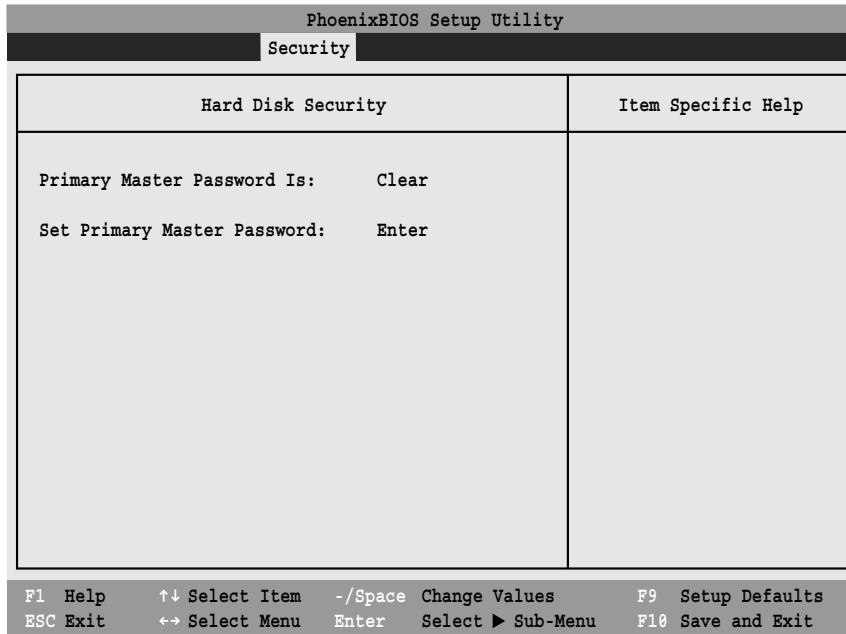 PhoenixBIOS Setup Utility
Security
Hard Disk Security
Item Specific Help
Primary Master Password Is: Clear
Set Primary Master Password: Enter
F1 Help ↑↓ Select Item -/Space Change Values F9 Setup Defaults
ESC Exit ←→ Select Menu Enter Select ▶ Sub-Menu F10 Save and Exit